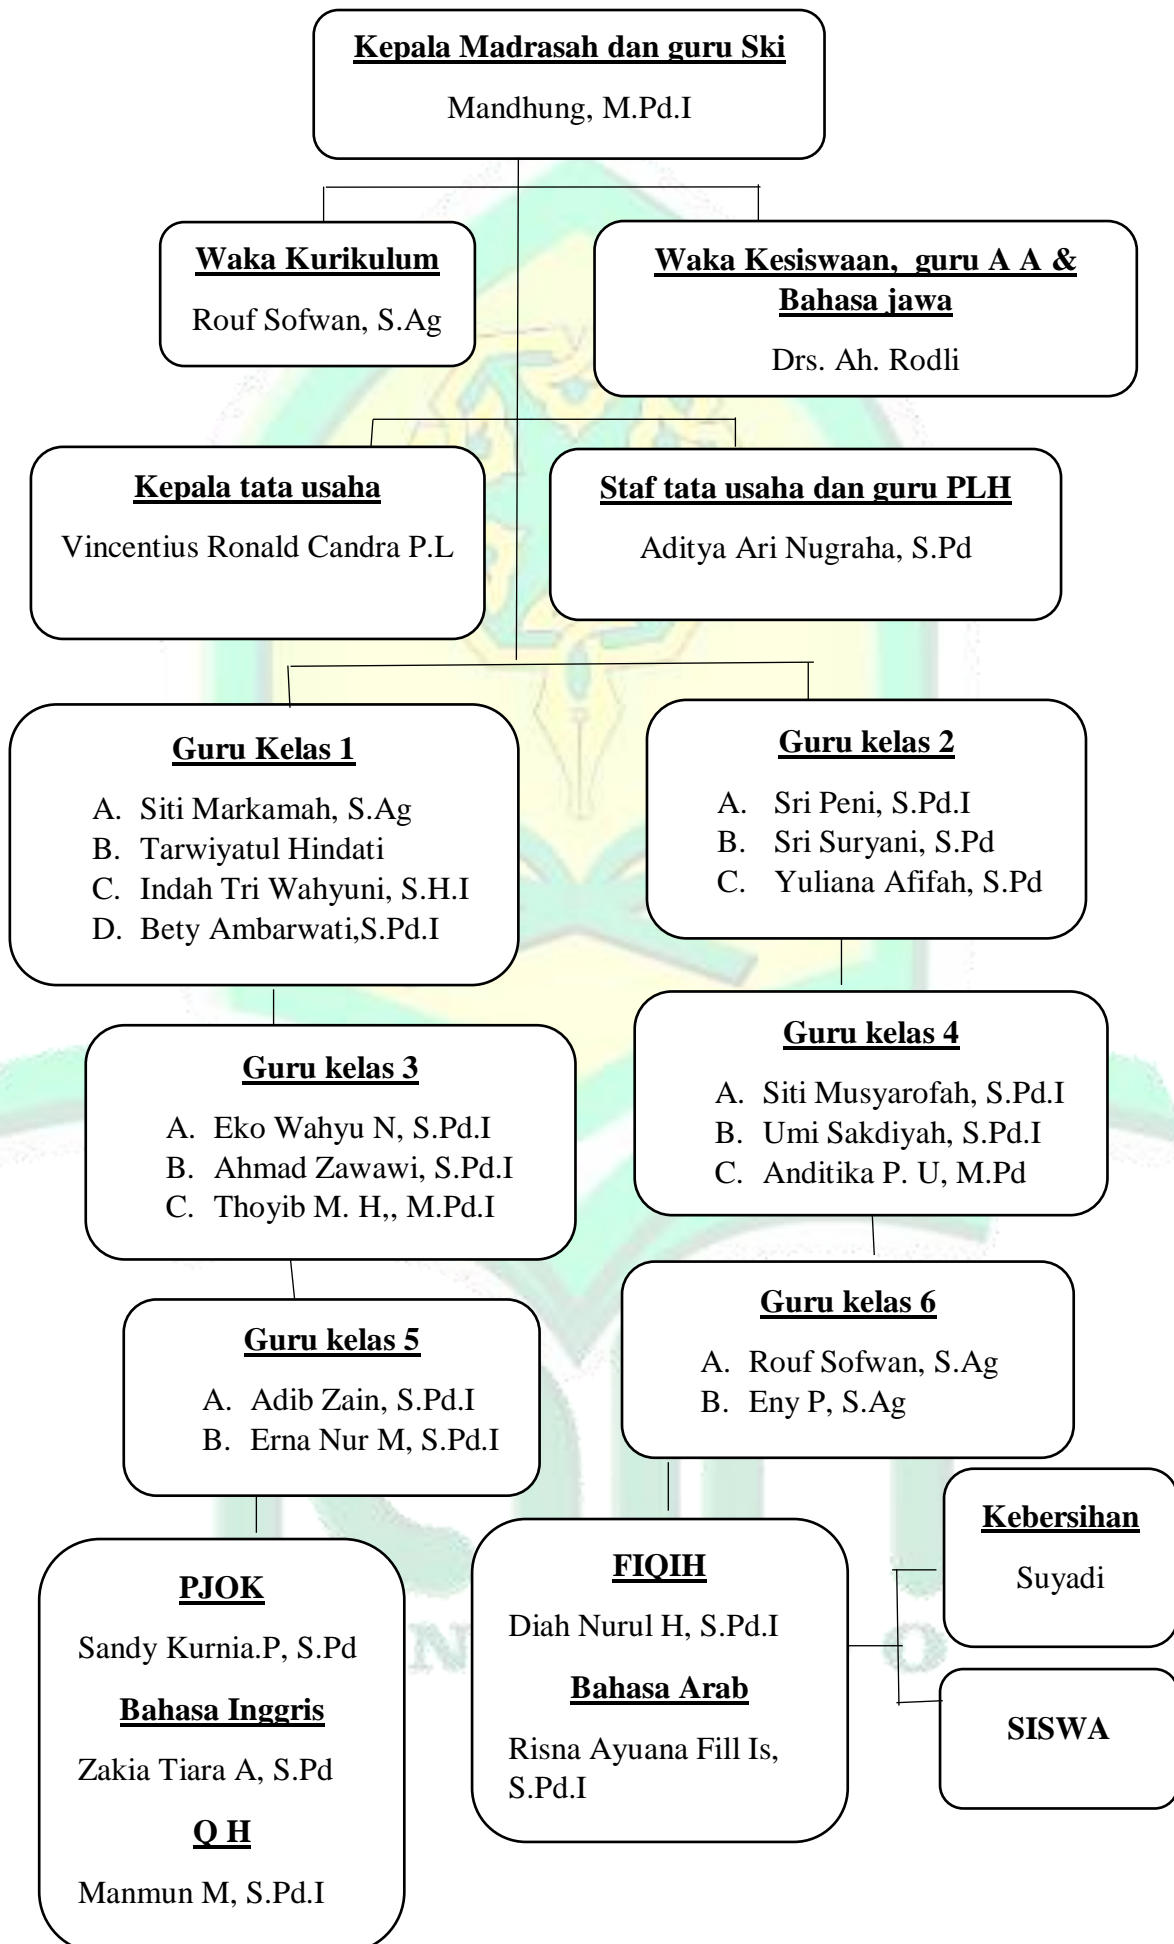 Kepala Madrasah dan guru Ski
Mandhung, M.Pd.I
Waka Kurikulum
Rouf Sofwan, S.Ag
Waka Kesiswaan, guru A A &
Bahasa jawa
Drs. Ah. Rodli
Kepala tata usaha
Vincentius Ronald Candra P.L
Staf tata usaha dan guru PLH
Aditya Ari Nugraha, S.Pd
Guru Kelas 1
A. Siti Markamah, S.Ag
B. Tarwiyatul Hindati
C. Indah Tri Wahyuni, S.H.I
D. Bety Ambarwati,S.Pd.I
Guru kelas 2
A. Sri Peni, S.Pd.I
B. Sri Suryani, S.Pd
C. Yuliana Afifah, S.Pd
Guru kelas 3
A. Eko Wahyu N, S.Pd.I
B. Ahmad Zawawi, S.Pd.I
C. Thoyib M. H,, M.Pd.I
Guru kelas 4
A. Siti Musyarofah, S.Pd.I
B. Umi Sakdiyah, S.Pd.I
C. Anditika P. U, M.Pd
Guru kelas 5
A. Adib Zain, S.Pd.I
B. Erna Nur M, S.Pd.I
Guru kelas 6
A. Rouf Sofwan, S.Ag
B. Eny P, S.Ag
PJOK
Sandy Kurnia.P, S.Pd
Bahasa Inggris
Zakia Tiara A, S.Pd
Q H
Manmun M, S.Pd.I
FIQIH
Diah Nurul H, S.Pd.I
Bahasa Arab
Risna Ayuana Fill Is,
S.Pd.I
Kebersihan
Suyadi
SISWA